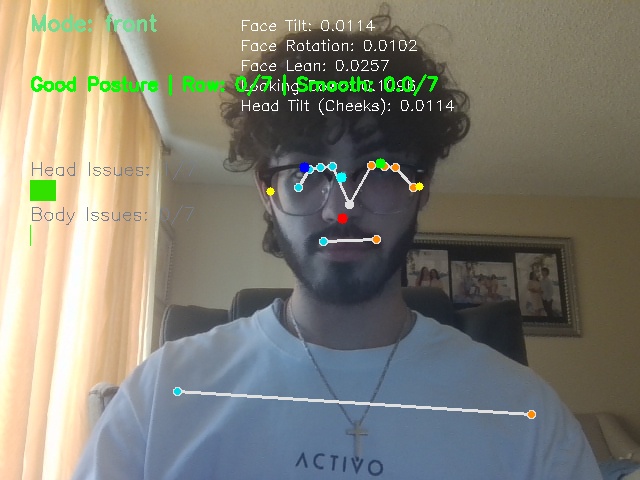 Mode: front
Face Tilt: 0.0114
Face Rotation: 0.0102
Face Lean: 0.0257
Good Posture | Raw: 0/7 | Smooth: 0.0/7
Head Tilt (Cheeks): 0.0114
Head Issues:
Body Issues: /7
ACTIVO